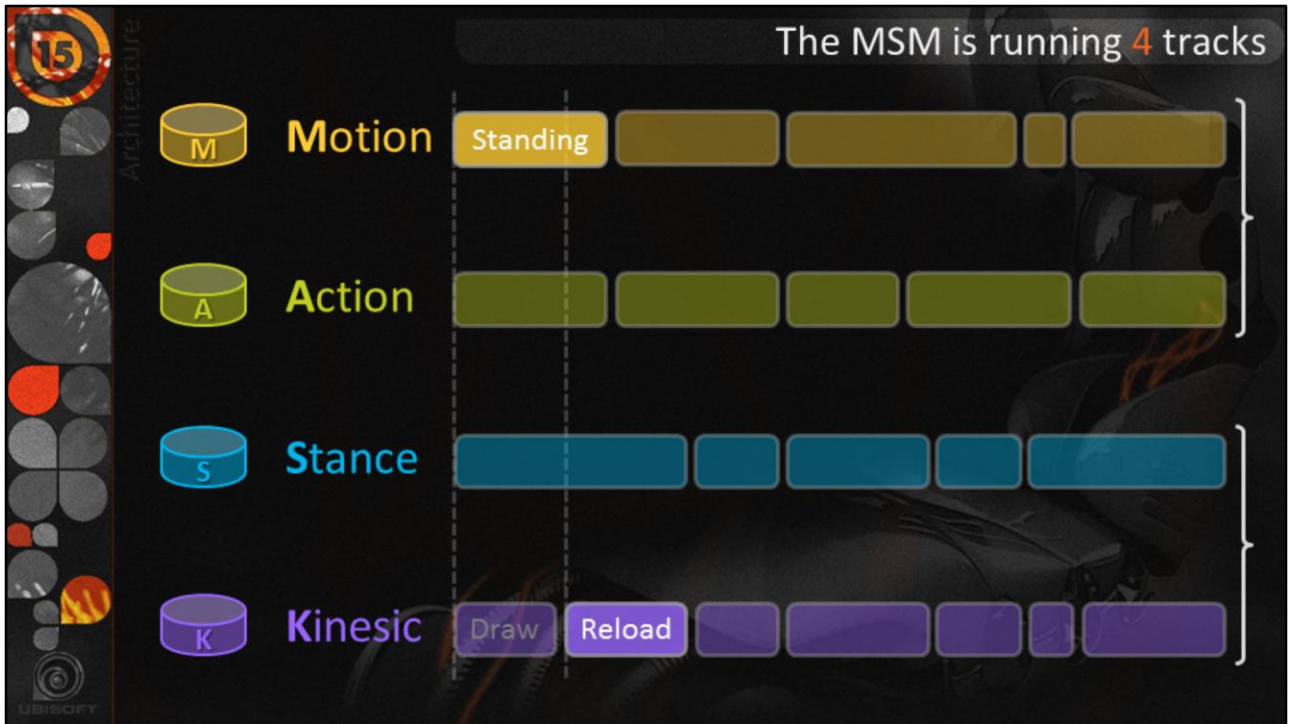 15
Architecture
The MSM is running 4 tracks
M
Motion
Standing
A
Action
S
Stance
K
Kinesic
Draw
Reload
UBISOFT